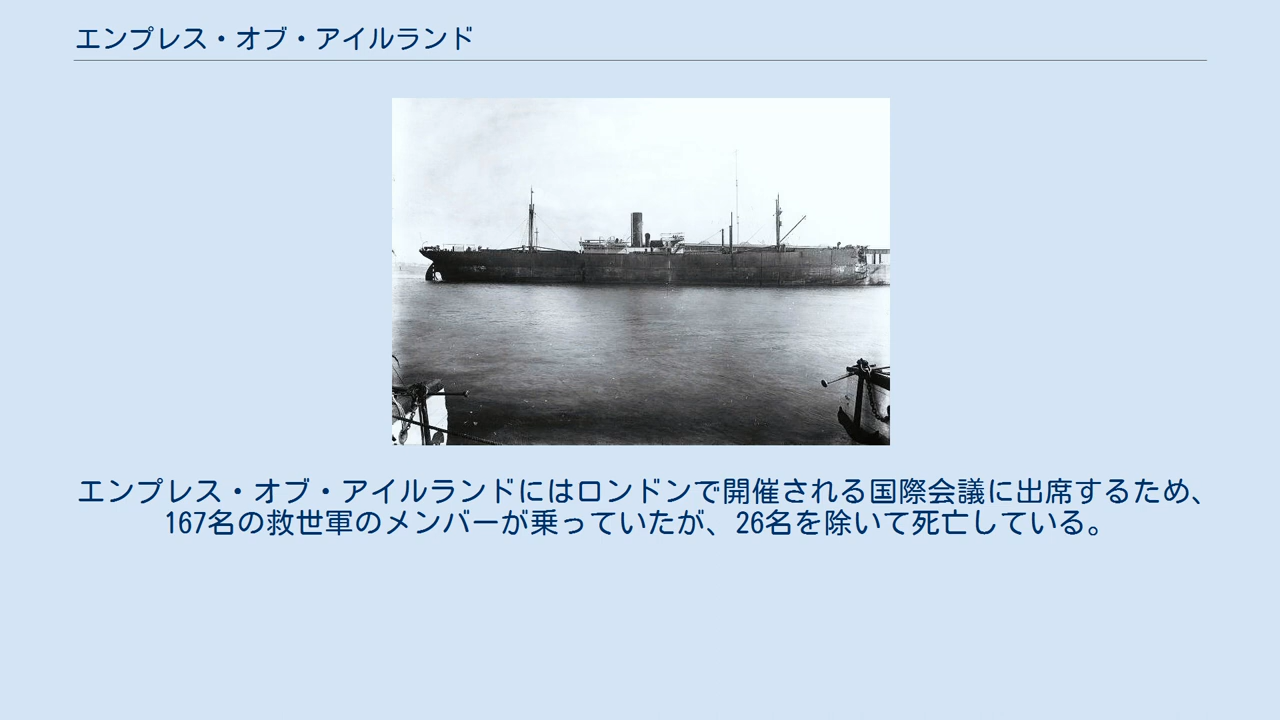 エンプレス・オブ・アイルランド
エンプレス・オブ・アイルランドにはロンドンで開催される国際会議に出席するため、
167名の救世軍のメンバーが乗っていたが、26名を除いて死亡している。